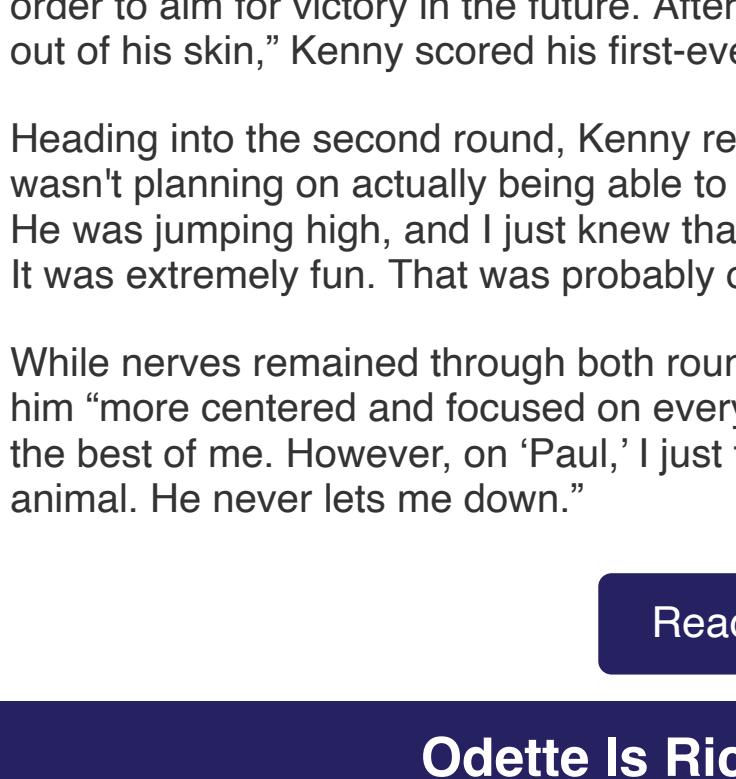 order to aim for victory in the future. After
out of his skin,” Kenny scored his first-eve
Heading into the second round, Kenny re
wasn't planning on actually being able to
He was jumping high, and I just knew tha
It was extremely fun. That was probably
While nerves remained through both roun
him “more centered and focused on every
the best of me. However, on ‘Paul,’ I just
animal. He never lets me down.”
Read
Odette Is Ric